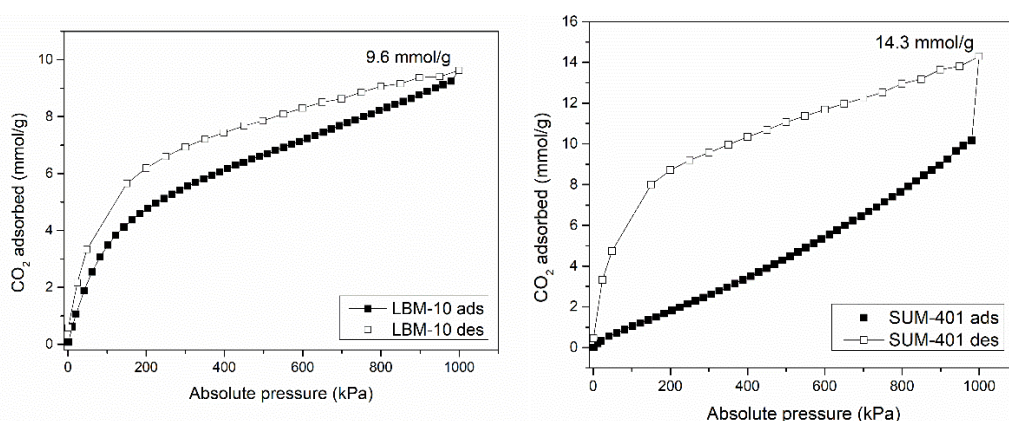 CO₂ adsorbed (mmol/g)
10
8
6
4
2
0
9.6 mmol/g
LBM-10 ads
LBM-10 des
0 200 400 600 800 1000
Absolute pressure (kPa)
CO₂ adsorbed (mmol/g)
16
14
12
10
8
6
4
2
0
14.3 mmol/g
SUM-401 ads
SUM-401 des
0 200 400 600 800 1000
Absolute pressure (kPa)